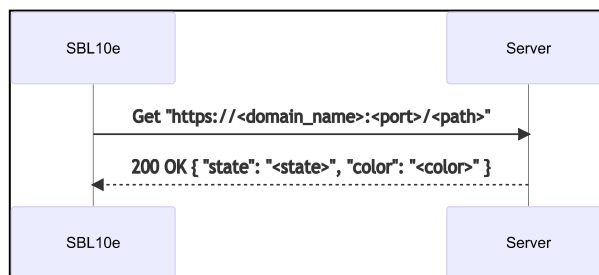 SBL10e
Server
Get "https://<domain_name>:<port>/<path>"
200 OK { "state": "<state>", "color": "<color>" }
SBL10e
Server